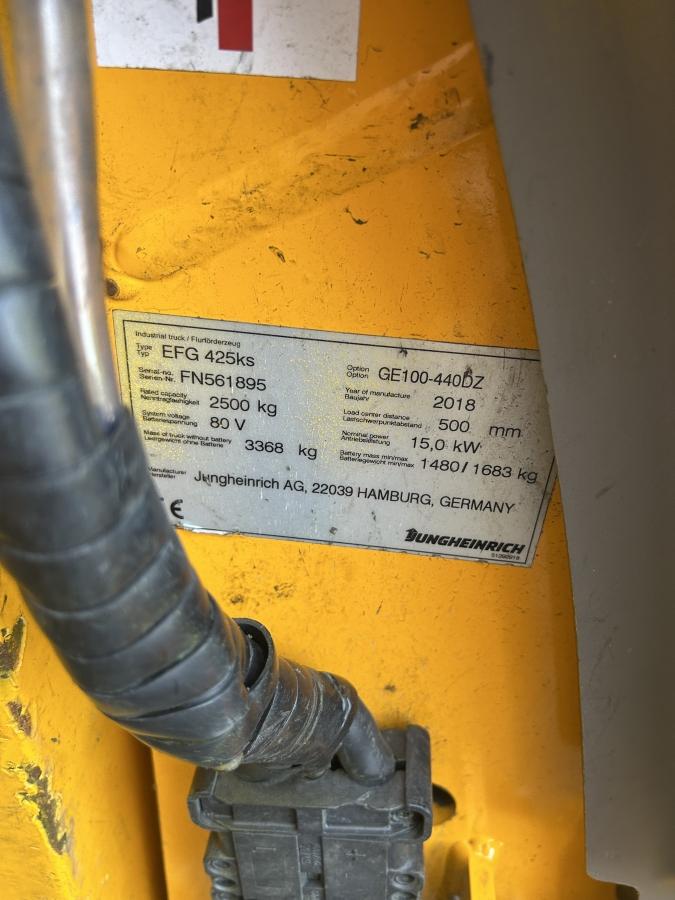 Industrial truck / Flurförderzeug
Type
Typ EFG 425ks
Option
Option GE100-440DZ
Serial-no.
Serien-Nr. FN561895
Year of manufacture
Baujahr 2018
Rated capacity
Nenntragfähigkeit 2500 kg
Load center distance
Lastschwerpunktabstand 500 mm
System voltage
Batteriespannung 80 V
Nominal power
Antriebsleistung 15,0 kW
Mass of truck without battery
Leergewicht ohne Batterie 3368 kg
Battery mass min/max
Batteriegewicht min/max 1480/1683 kg
Manufacturer
Hersteller Jungheinrich AG, 22039 HAMBURG, GERMANY
CE
JUNGHEINRICH